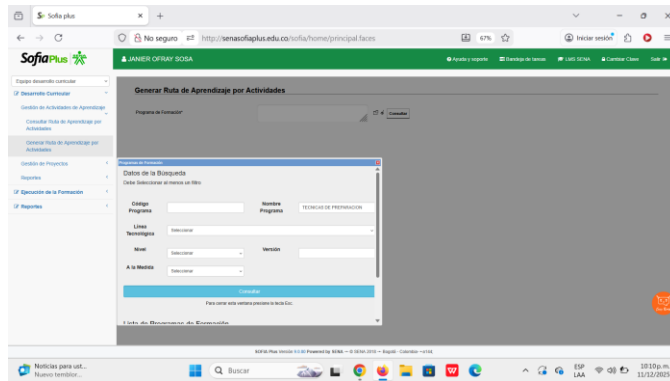 Sofia plus
No seguro
http://senasofiaplus.edu.co/sofia/home/principal.faces
67%
Iniciar sesión
SofiaPlus
JANIER OFRAY SOSA
Ayuda y soporte
Bandeja de tareas
LMS SENA
Cambiar Clave
Salir
Equipo desarrollo curricular
Desarrollo Curricular
Gestión de Actividades de Aprendizaje
Consultar Ruta de Aprendizaje por
Actividades
Generar Ruta de Aprendizaje por
Actividades
Gestión de Proyectos
Reportes
Ejecución de la Formación
Reportes
Generar Ruta de Aprendizaje por Actividades
Programa de Formación*
Consultar
Programas de Formación
Datos de la Búsqueda
Debe Seleccionar al menos un filtro
Código
Programa
Nombre
Programa
TECNICAS DE PREPARACION
Línea
Tecnológica
Seleccionar
Nivel
Seleccionar
Versión
A la Medida
Seleccionar
Consultar
Para cerrar esta ventana presione la tecla Esc.
Lista de Programas de Formación
Noticias para ust...
Nuevo temblor...
Buscar
ESP
LAA
10:10 p.m.
11/12/2025